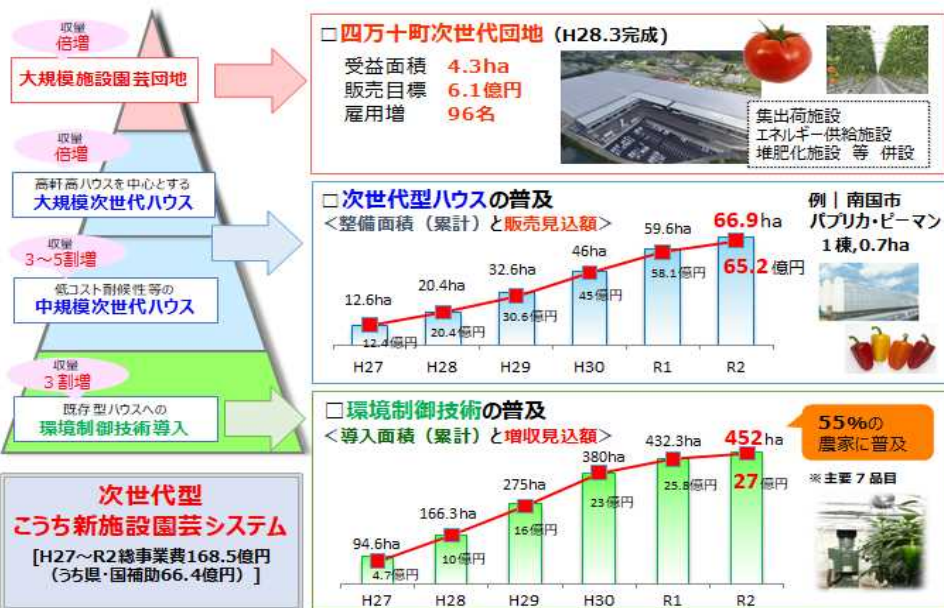 収量
倍増
大規模施設園芸団地
収量
倍増
高軒高ハウスを中心とする
大規模次世代ハウス
収量
3～5割増
低コスト耐候性等の
中規模次世代ハウス
収量
3割増
既存型ハウスへの
環境制御技術導入
次世代型
こうち新施設園芸システム
[H27～R2総事業費168.5億円
（うち県・国補助66.4億円）]
□四万十町次世代団地（H28.3完成）
受益面積 4.3ha
販売目標 6.1億円
雇用増 96名
集出荷施設
エネルギー供給施設
堆肥化施設 等 併設
□次世代型ハウスの普及
＜整備面積（累計）と販売見込額＞
12.6ha 20.4ha 32.6ha 46ha 59.6ha 66.9ha
12.4億円 20.4億円 30.6億円 45億円 58.1億円 65.2億円
H27 H28 H29 H30 R1 R2
例｜南国市
パプリカ・ピーマン
1棟,0.7ha
□環境制御技術の普及
＜導入面積（累計）と増収見込額＞
94.6ha 166.3ha 275ha 380ha 432.3ha 452ha
4.7億円 10億円 16億円 23億円 25.8億円 27億円
H27 H28 H29 H30 R1 R2
55%の
農家に普及
※主要7品目